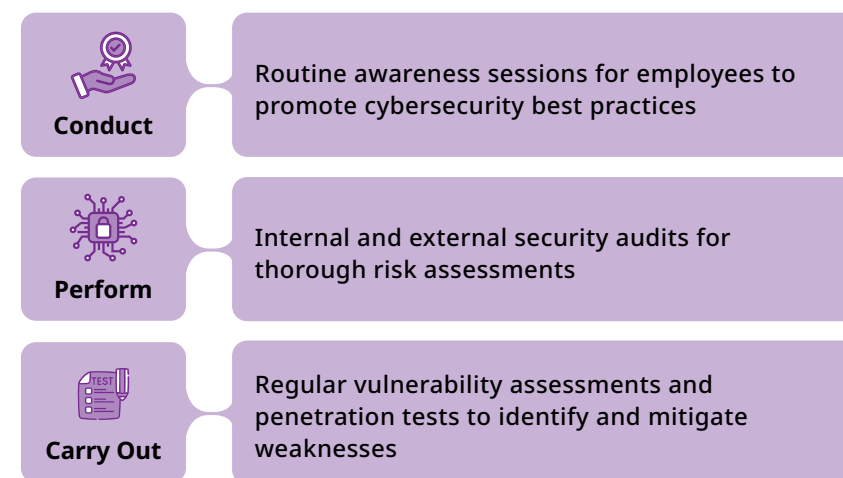 Conduct
Routine awareness sessions for employees to
promote cybersecurity best practices
Perform
Internal and external security audits for
thorough risk assessments
TEST
Carry Out
Regular vulnerability assessments and
penetration tests to identify and mitigate
weaknesses